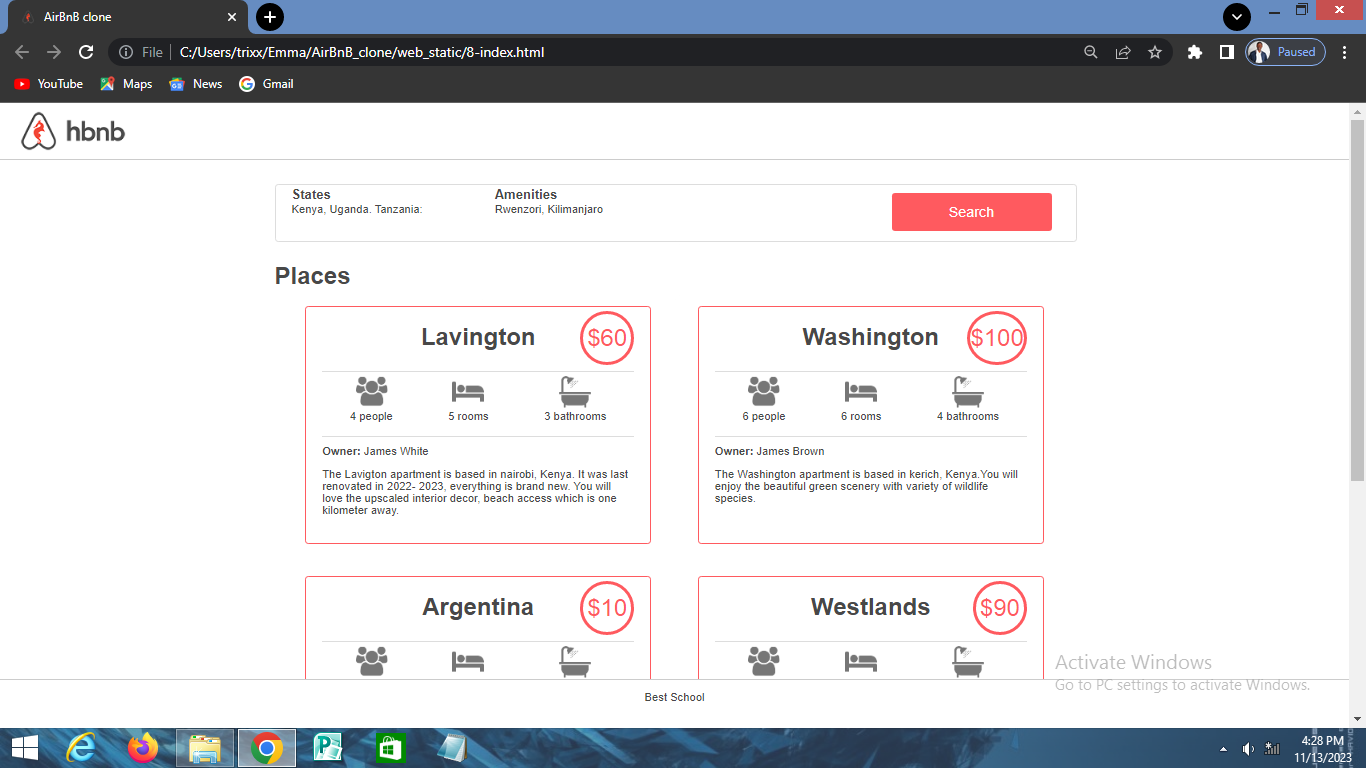 AirBnB clone
File
C:/Users/trixx/Emma/AirBnB_clone/web_static/8-index.html
Paused
YouTube
Maps
News
Gmail
hbnb
States
Kenya, Uganda. Tanzania:
Amenities
Rwenzori, Kilimanjaro
Search
Places
Lavington
$60
4 people
5 rooms
3 bathrooms
Owner: James White
The Lavigton apartment is based in nairobi, Kenya. It was last
renovated in 2022- 2023, everything is brand new. You will
love the upscaled interior decor, beach access which is one
kilometer away.
Washington
$100
6 people
6 rooms
4 bathrooms
Owner: James Brown
The Washington apartment is based in kerich, Kenya.You will
enjoy the beautiful green scenery with variety of wildlife
species.
Argentina
$10
Westlands
$90
Activate Windows
Go to PC settings to activate Windows.
Best School
4:28 PM
11/13/2023